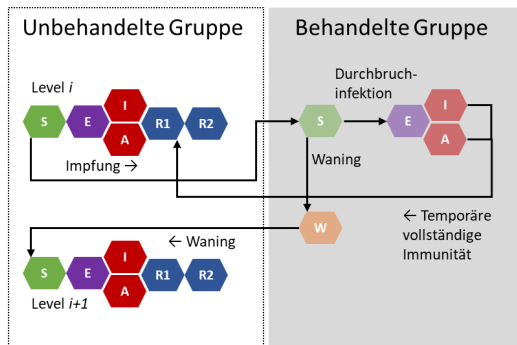 Unbehandelte Gruppe
Behandelte Gruppe
Level i
S E I A R1 R2
Impfung →
Durchbruch-
infektion
S E I A
Waning
W
← Temporäre
vollständige
Immunität
← Waning
S E I A R1 R2
Level i+1